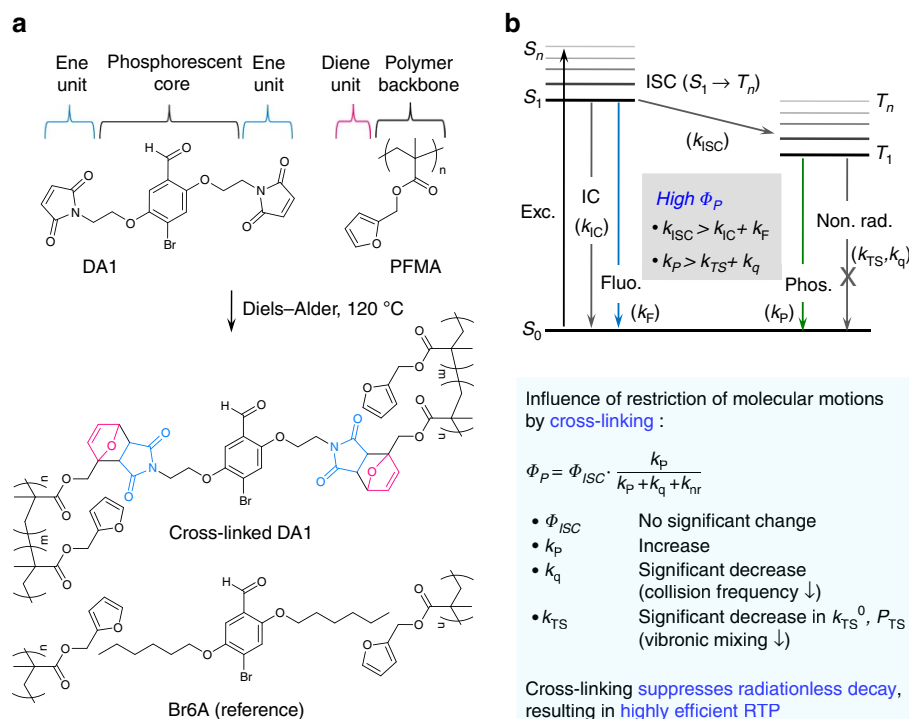 a
Ene unit
Phosphorescent core
Ene unit
Diene unit
Polymer backbone
O
O
N
O
O
O
Br
O
N
O
O
DA1
n
O
O
O
PFMA
Diels–Alder, 120 °C
O
O
O
m
n
O
O
N
O
O
O
Br
O
N
O
O
O
O
O
n
O
O
m
O
O
O
Cross-linked DA1
n
O
O
O
O
O
O
Br
O
O
O
n
Br6A (reference)
b
Sn
S1
ISC (S1 → Tn)
Tn
T1
(kISC)
Exc.
IC
(kIC)
High ΦP
• kISC > kIC + kF
• kP > kTS + kq
Non. rad.
(kTS,kq)
X
Fluo.
(kF)
Phos.
(kP)
S0
Influence of restriction of molecular motions
by cross-linking :
ΦP = ΦISC · kP / kP + kq + knr
• ΦISC No significant change
• kP Increase
• kq Significant decrease
(collision frequency ↓)
• kTS Significant decrease in kTS⁰, PTS
(vibronic mixing ↓)
Cross-linking suppresses radiationless decay,
resulting in highly efficient RTP